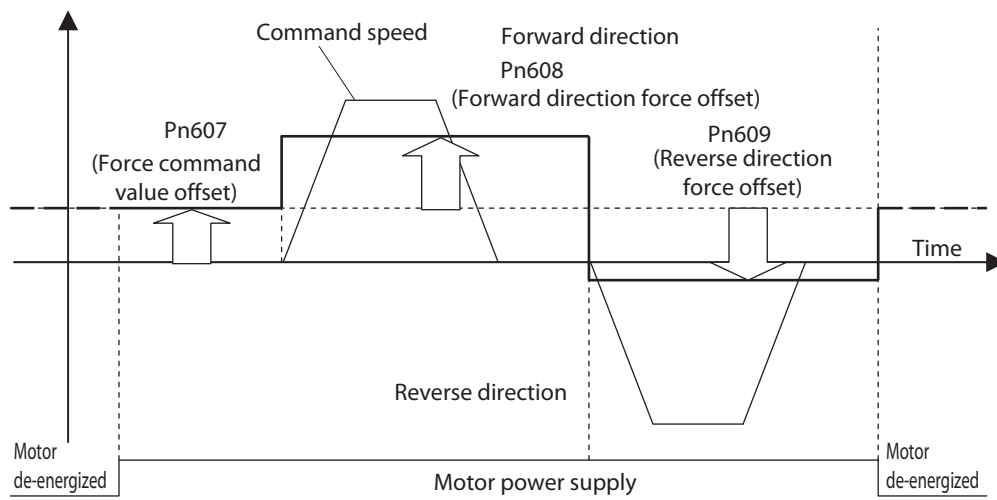 Command speed
Forward direction
Pn608
(Forward direction force offset)
Pn607
(Force command
value offset)
Pn609
(Reverse direction
force offset)
Time
Reverse direction
Motor
de-energized
Motor power supply
Motor
de-energized